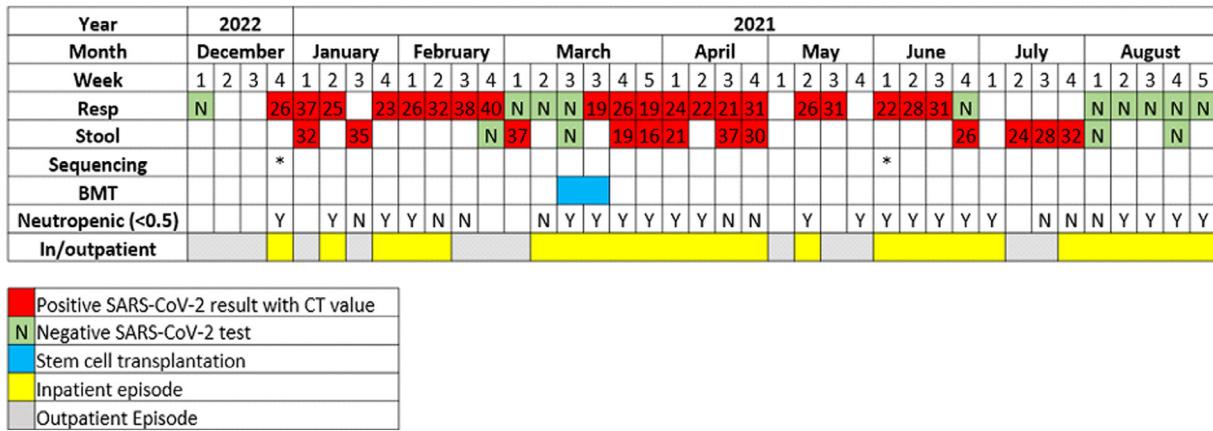 Year 2022 2021
Month December January February March April May June July August
Week 1 2 3 4 1 2 3 4 1 2 3 4 1 2 3 3 4 5 1 2 3 4 1 2 3 4 1 2 3 4 1 2 3 4 1 2 3 4 5
Resp N 26 37 25 23 26 32 38 40 N N N 19 26 19 24 22 21 31 26 31 22 28 31 N N N N N N
Stool 32 35 N 37 N 19 16 21 37 30 26 24 28 32 N N
Sequencing * *
BMT
Neutropenic (<0.5) Y Y N Y Y N N N Y Y Y Y Y Y N N Y Y Y Y Y Y Y N N N Y Y Y Y
In/outpatient
Positive SARS-CoV-2 result with CT value
N Negative SARS-CoV-2 test
Stem cell transplantation
Inpatient episode
Outpatient Episode